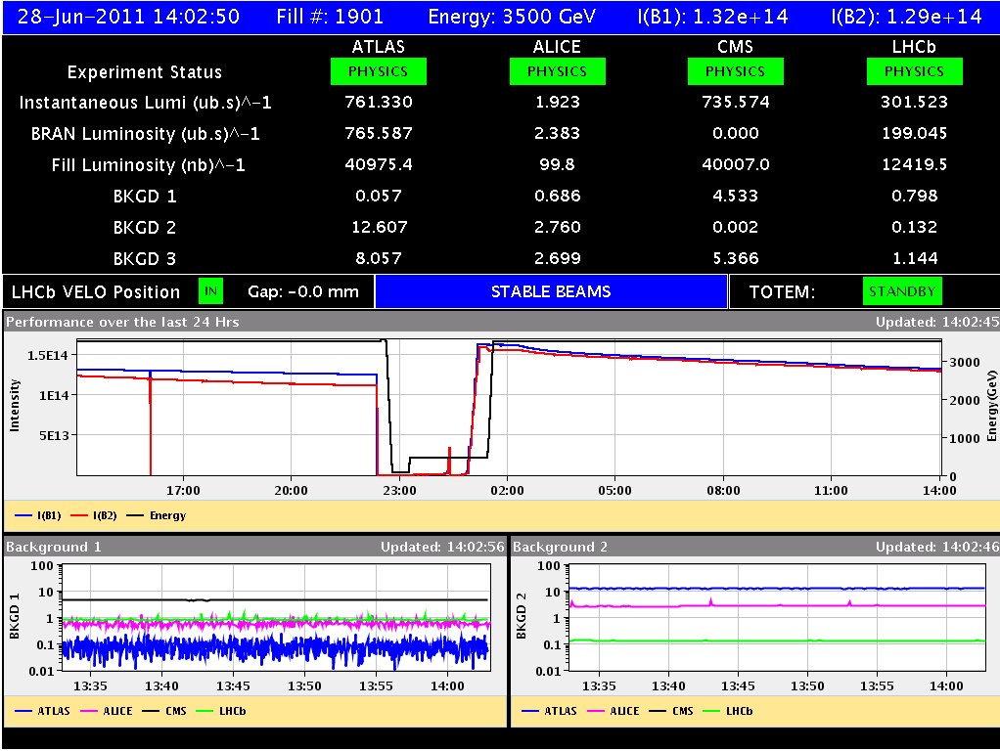 28-Jun-2011 14:02:50 Fill #: 1901 Energy: 3500 GeV I(B1): 1.32e+14 I(B2): 1.29e+14
ATLAS ALICE CMS LHCb
Experiment Status PHYSICS PHYSICS PHYSICS PHYSICS
Instantaneous Lumi (ub.s)^-1 761.330 1.923 735.574 301.523
BRAN Luminosity (ub.s)^-1 765.587 2.383 0.000 199.045
Fill Luminosity (nb)^-1 40975.4 99.8 40007.0 12419.5
BKGD 1 0.057 0.686 4.533 0.798
BKGD 2 12.607 2.760 0.002 0.132
BKGD 3 8.057 2.699 5.366 1.144
LHCb VELO Position IN Gap: -0.0 mm STABLE BEAMS TOTEM: STANDBY
Performance over the last 24 Hrs Updated: 14:02:45
Intensity
1.5E14
1E14
5E13
3000
2000
1000
0
Energy(GeV)
17:00 20:00 23:00 02:00 05:00 08:00 11:00 14:00
I(B1) I(B2) Energy
Background 1 Updated: 14:02:56
BKGD 1
100
10
1
0.1
0.01
13:35 13:40 13:45 13:50 13:55 14:00
ATLAS ALICE CMS LHCb
Background 2 Updated: 14:02:46
BKGD 2
100
10
1
0.1
0.01
13:35 13:40 13:45 13:50 13:55 14:00
ATLAS ALICE CMS LHCb